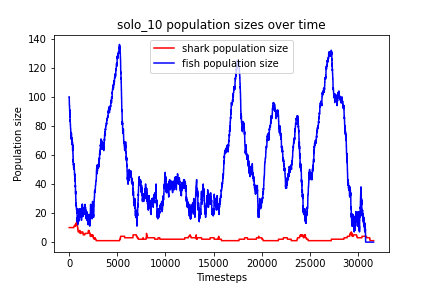 solo_10 population sizes over time
shark population size
fish population size
140
120
100
80
60
40
20
0
Population size
0 5000 10000 15000 20000 25000 30000
Timesteps